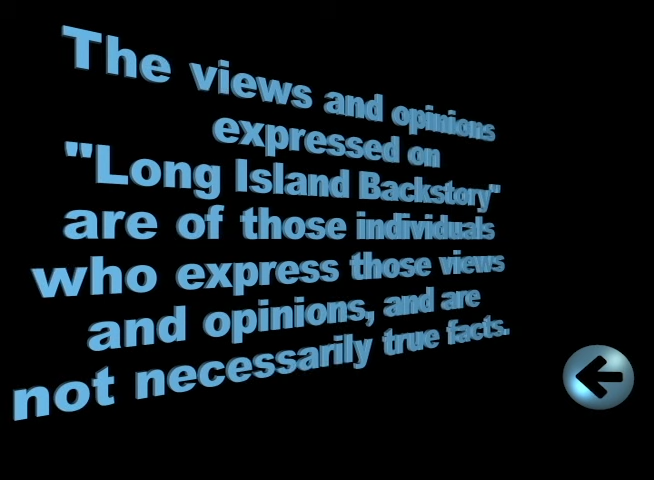 The views and opinions
expressed on
"Long Island Backstory"
are of those individuals
who express those views
and opinions, and are
not necessarily true facts.